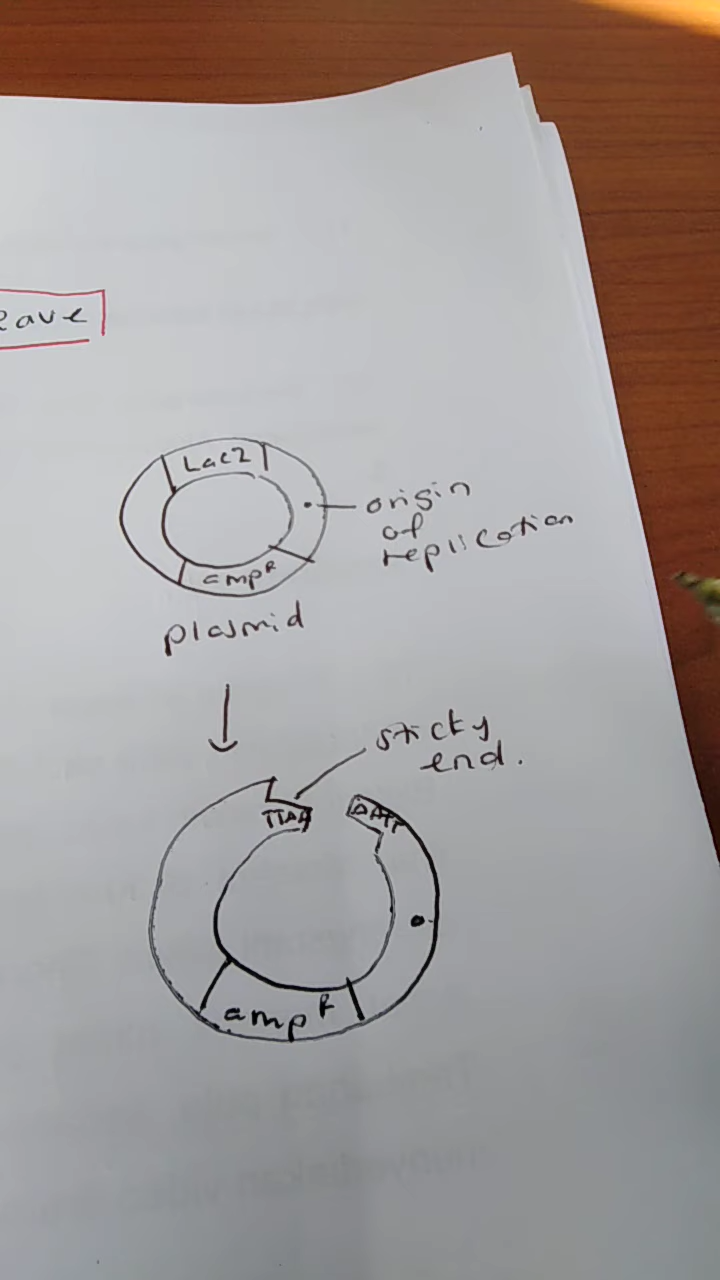 eave
LacZ
origin
of
replication
ampR
plasmid
sticky
end.
TTAA
AATT
ampR